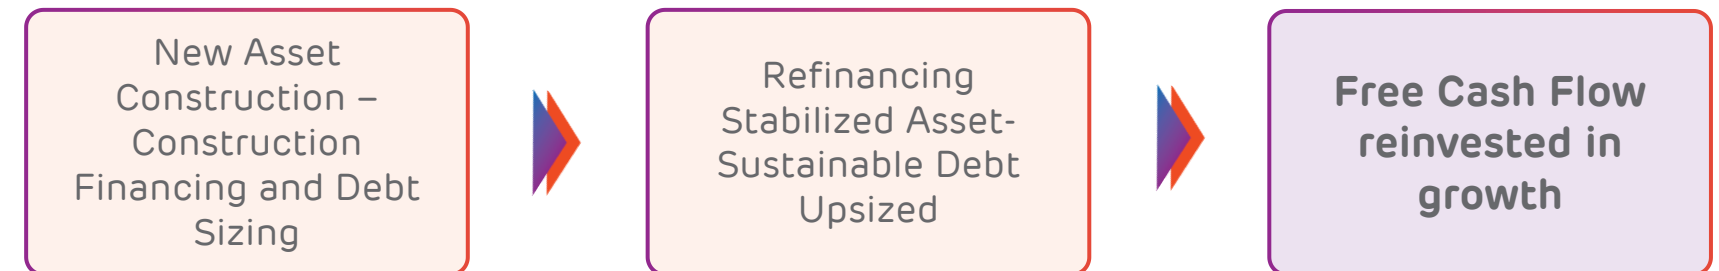 New Asset
Construction –
Construction
Financing and Debt
Sizing
Refinancing
Stabilized Asset-
Sustainable Debt
Upsized
Free Cash Flow
reinvested in
growth